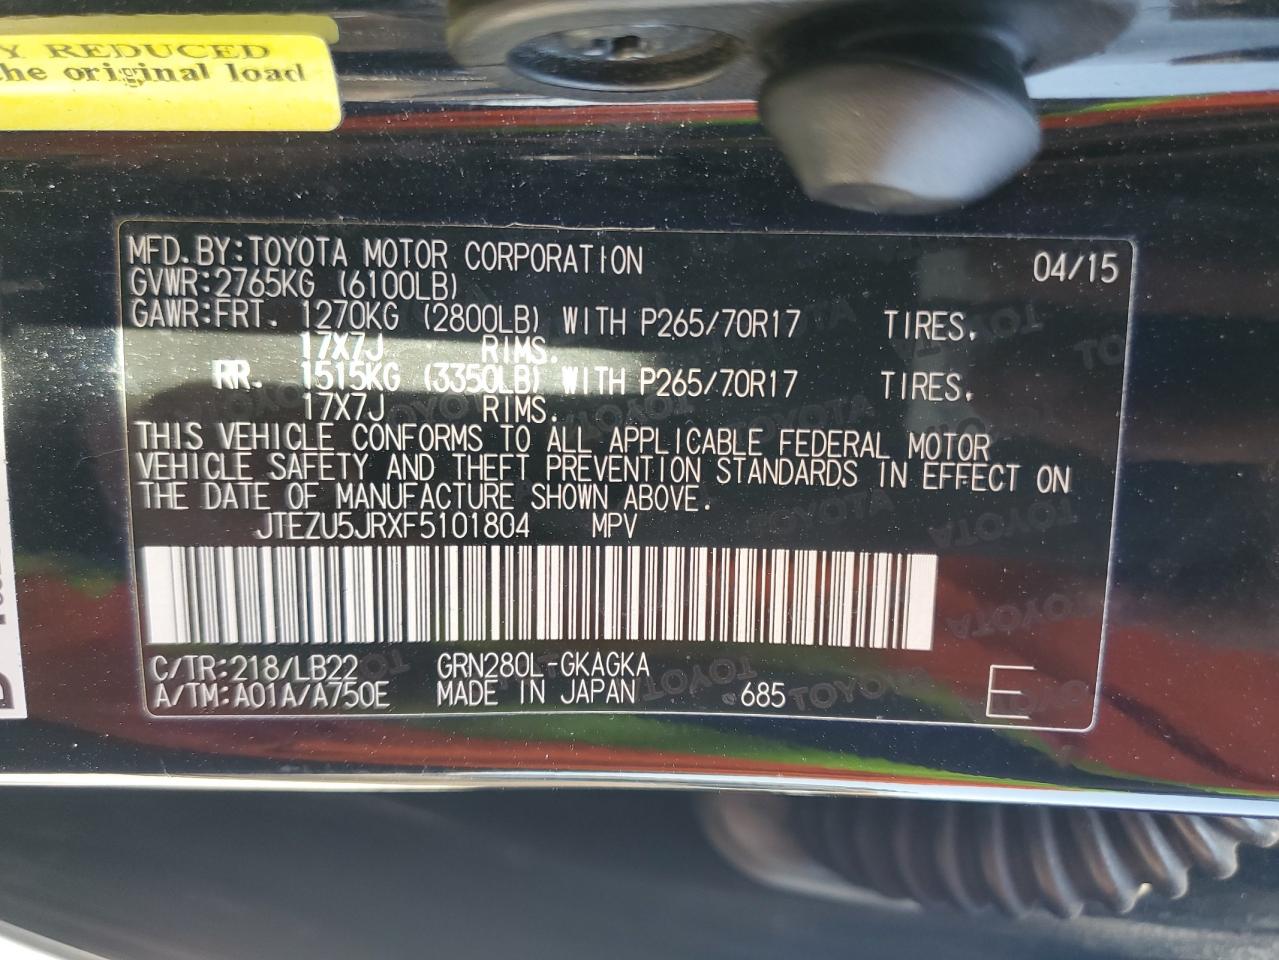 Y REDUCED
the original load
MFD.BY:TOYOTA MOTOR CORPORATION 04/15
GVWR:2765KG (6100LB)
GAWR:FRT. 1270KG (2800LB) WITH P265/70R17 TIRES,
17X7J RIMS.
RR. 1515KG (3350LB) WITH P265/70R17 TIRES,
17X7J RIMS.
THIS VEHICLE CONFORMS TO ALL APPLICABLE FEDERAL MOTOR
VEHICLE SAFETY AND THEFT PREVENTION STANDARDS IN EFFECT ON
THE DATE OF MANUFACTURE SHOWN ABOVE.
JTEZU5JRXF5101804 MPV
C/TR:218/LB22 GRN280L-GKAGKA
A/TM:A01A/A750E MADE IN JAPAN 685 E